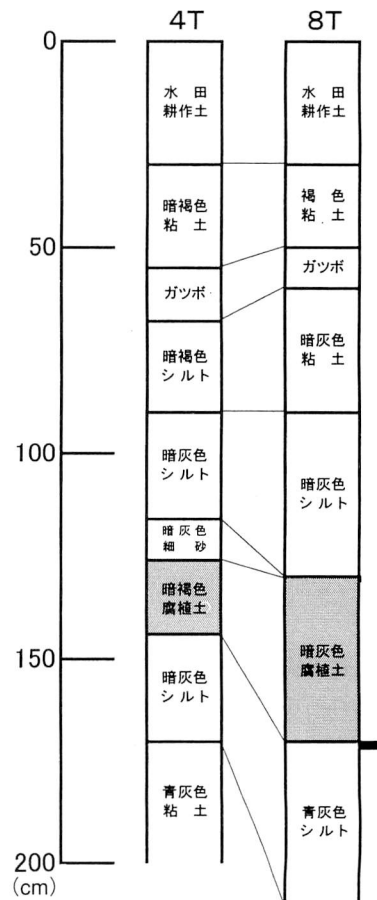 4T
8T
0
50
100
150
200
(cm)
水田
耕作土
暗褐色
粘土
ガツボ
暗褐色
シルト
暗灰色
シルト
暗灰色
細砂
暗褐色
腐植土
暗灰色
シルト
青灰色
粘土
水田
耕作土
褐色
粘土
ガツボ
暗灰色
粘土
暗灰色
シルト
暗灰色
腐植土
青灰色
シルト